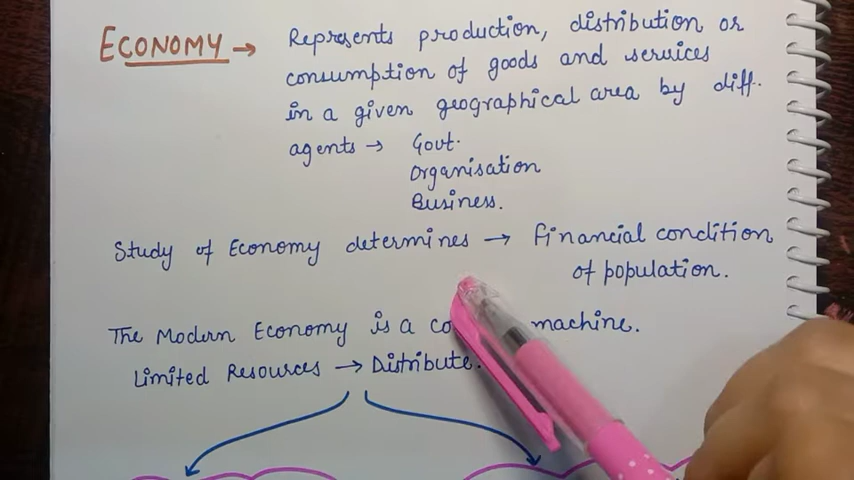 ECONOMY → Represents production, distribution or
consumption of goods and services
in a given geographical area by diff..
agents → Govt.
Organisation
Business.
Study of Economy determines → Financial condition
of population.
The Modern Economy is a machine.
Limited Resources → Distribute.